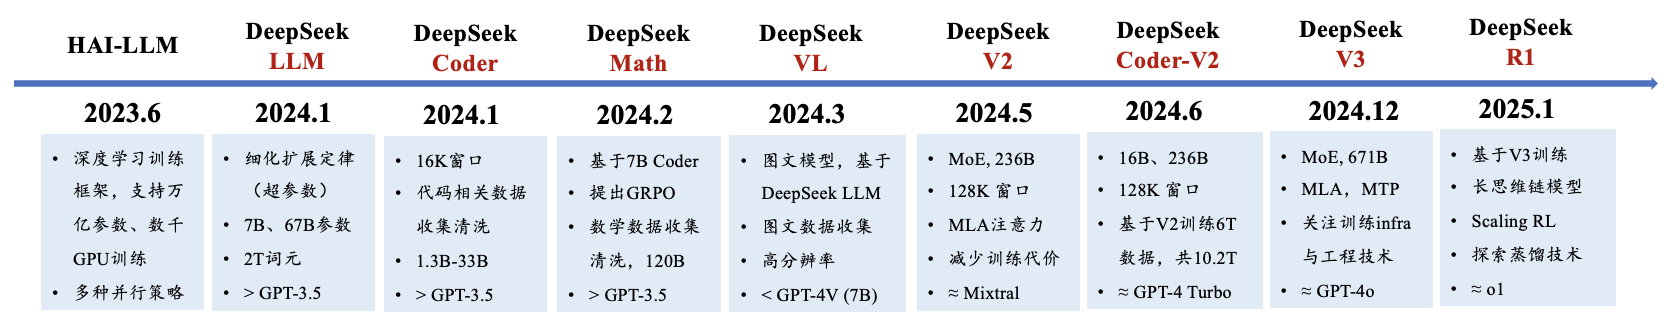 HAI-LLM
2023.6
• 深度学习训练
框架，支持万
亿参数、数千
GPU训练
• 多种并行策略
DeepSeek
LLM
2024.1
• 细化扩展定律
（超参数）
• 7B、67B参数
• 2T词元
• > GPT-3.5
DeepSeek
Coder
2024.1
• 16K窗口
• 代码相关数据
收集清洗
• 1.3B-33B
• > GPT-3.5
DeepSeek
Math
2024.2
• 基于7B Coder
• 提出GRPO
• 数学数据收集
清洗，120B
• > GPT-3.5
DeepSeek
VL
2024.3
• 图文模型，基于
DeepSeek LLM
• 图文数据收集
• 高分辨率
• < GPT-4V (7B)
DeepSeek
V2
2024.5
• MoE, 236B
• 128K 窗口
• MLA注意力
• 减少训练代价
• ≈ Mixtral
DeepSeek
Coder-V2
2024.6
• 16B、236B
• 128K 窗口
• 基于V2训练6T
数据，共10.2T
• ≈ GPT-4 Turbo
DeepSeek
V3
2024.12
• MoE, 671B
• MLA，MTP
• 关注训练infra
与工程技术
• ≈ GPT-4o
DeepSeek
R1
2025.1
• 基于V3训练
• 长思维链模型
• Scaling RL
• 探索蒸馏技术
• ≈ o1